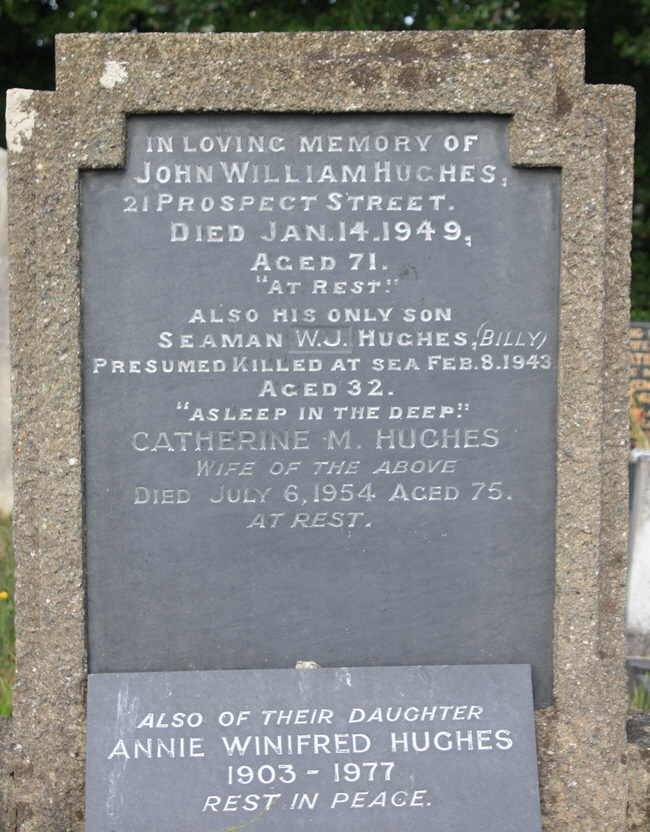 IN LOVING MEMORY OF
JOHN WILLIAM HUGHES,
21 PROSPECT STREET.
DIED JAN.14.1949,
AGED 71.
"AT REST."
ALSO HIS ONLY SON
SEAMAN W.J. HUGHES, (BILLY)
PRESUMED KILLED AT SEA FEB.8.1943
AGED 32.
"ASLEEP IN THE DEEP."
CATHERINE M. HUGHES
WIFE OF THE ABOVE
DIED JULY 6, 1954 AGED 75.
AT REST.
ALSO OF THEIR DAUGHTER
ANNIE WINIFRED HUGHES
1903 - 1977
REST IN PEACE.